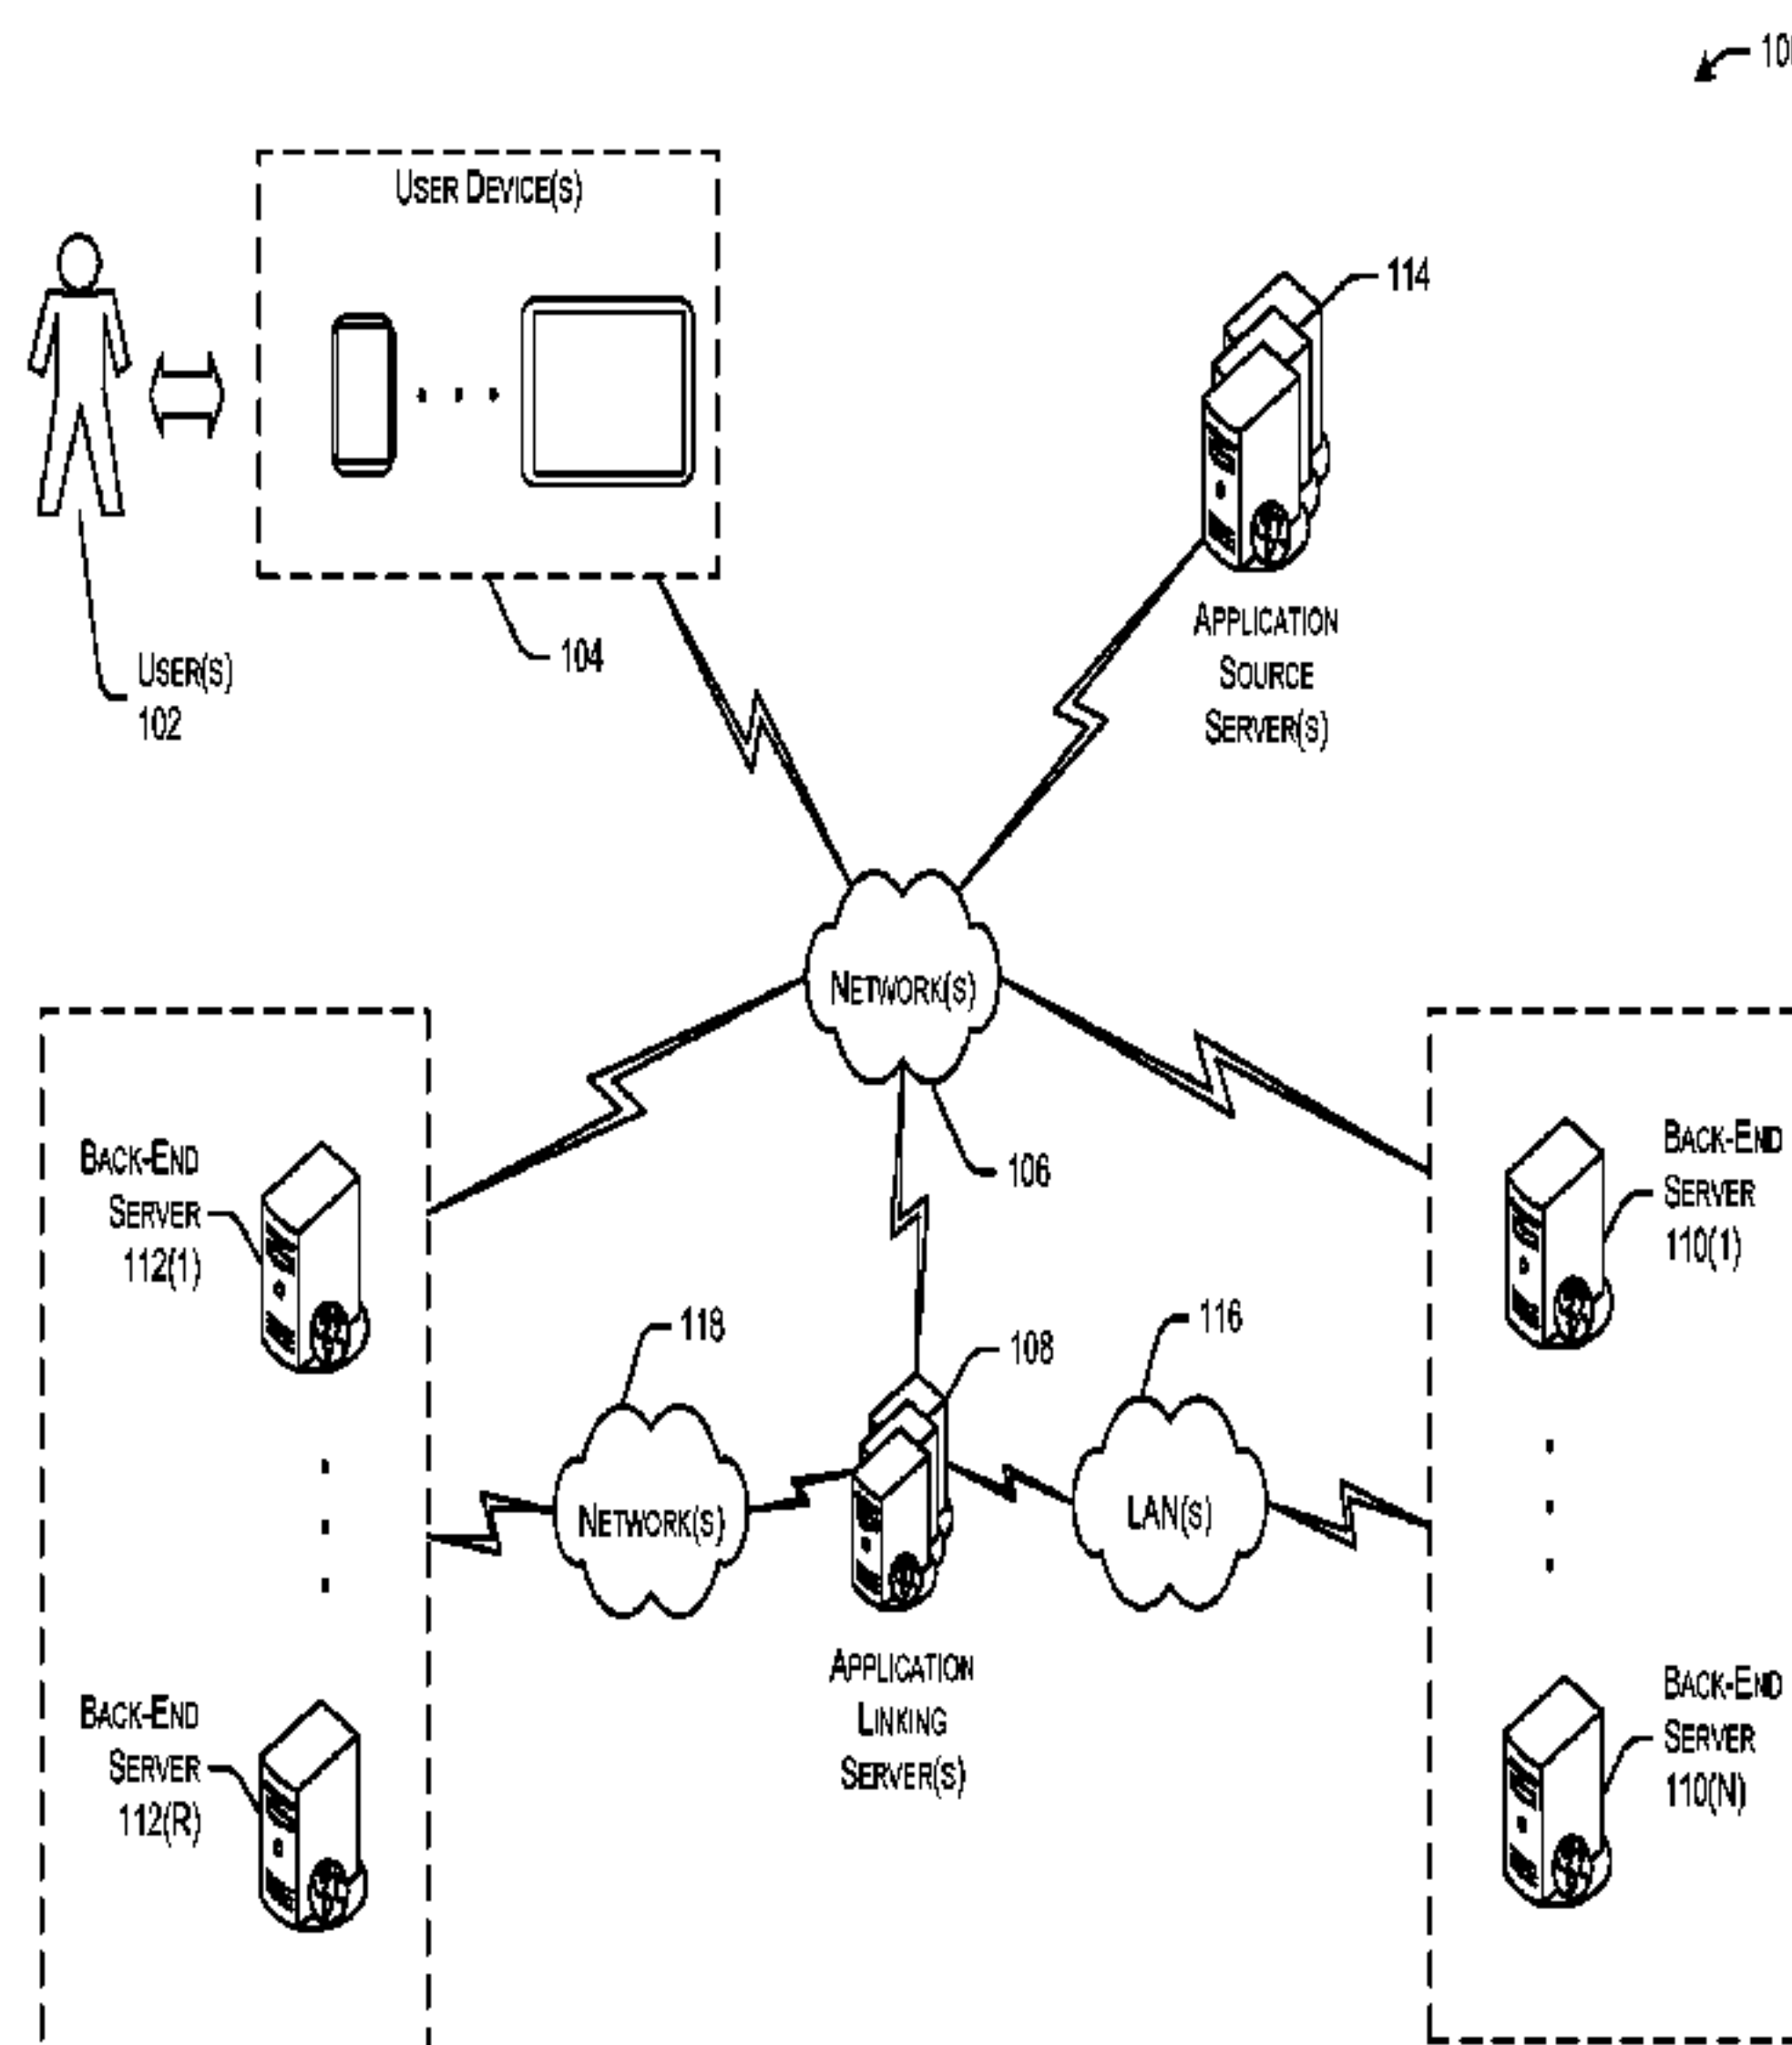 USER DEVICE(S)
114
104
USER(S)
102
APPLICATION
SOURCE
SERVER(S)
NETWORK(S)
106
BACK-END
SERVER
112(1)
BACK-END
SERVER
110(1)
118
116
108
NETWORK(S)
LAN(S)
APPLICATION
LINKING
SERVER(S)
BACK-END
SERVER
112(R)
BACK-END
SERVER
110(N)